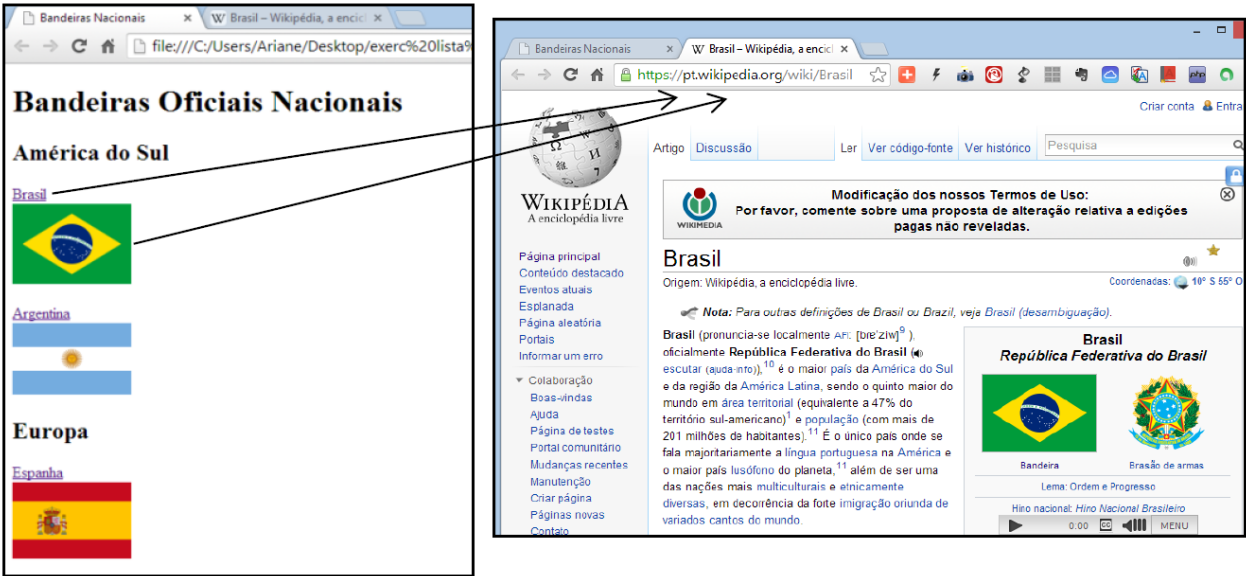 Bandeiras Nacionais
Brasil – Wikipédia, a encicl
file:///C:/Users/Ariane/Desktop/exerc%20lista%
Bandeiras Oficiais Nacionais
América do Sul
Brasil
Argentina
Europa
Espanha
Bandeiras Nacionais
Brasil – Wikipédia, a encicl
https://pt.wikipedia.org/wiki/Brasil
php
Criar conta
Entra
Artigo
Discussão
Ler
Ver código-fonte
Ver histórico
Pesquisa
WIKIPÉDIA
A enciclopédia livre
Página principal
Conteúdo destacado
Eventos atuais
Esplanada
Página aleatória
Portais
Informar um erro
Colaboração
Boas-vindas
Ajuda
Página de testes
Portal comunitário
Mudanças recentes
Manutenção
Criar página
Páginas novas
Contato
WIKIMEDIA
Modificação dos nossos Termos de Uso:
Por favor, comente sobre uma proposta de alteração relativa a edições
pagas não reveladas.
Brasil
Origem: Wikipédia, a enciclopédia livre.
Coordenadas: 10° S 55° O
Nota: Para outras definições de Brasil ou Brazil, veja Brasil (desambiguação).
Brasil (pronuncia-se localmente AFI: [bɾɐˈziw]9 ),
oficialmente República Federativa do Brasil (
escutar (ajuda·info)),10 é o maior país da América do Sul
e da região da América Latina, sendo o quinto maior do
mundo em área territorial (equivalente a 47% do
território sul-americano)1 e população (com mais de
201 milhões de habitantes).11 É o único país onde se
fala majoritariamente a língua portuguesa na América e
o maior país lusófono do planeta,11 além de ser uma
das nações mais multiculturais e etnicamente
diversas, em decorrência da forte imigração oriunda de
variados cantos do mundo.
Brasil
República Federativa do Brasil
Bandeira
Brasão de armas
Lema: Ordem e Progresso
Hino nacional: Hino Nacional Brasileiro
0:00
CC
MENU